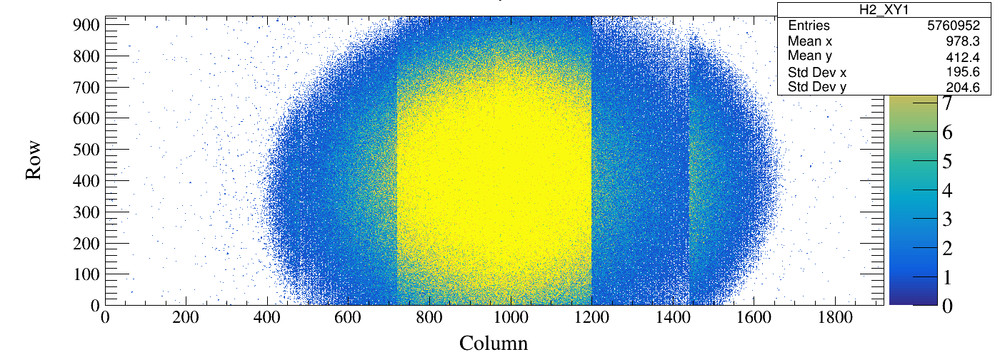 H2_XY1
Entries 5760952
Mean x 978.3
Mean y 412.4
Std Dev x 195.6
Std Dev y 204.6
900
800
700
600
500
400
300
200
100
0
Row
0 200 400 600 800 1000 1200 1400 1600 1800
Column
7
6
5
4
3
2
1
0